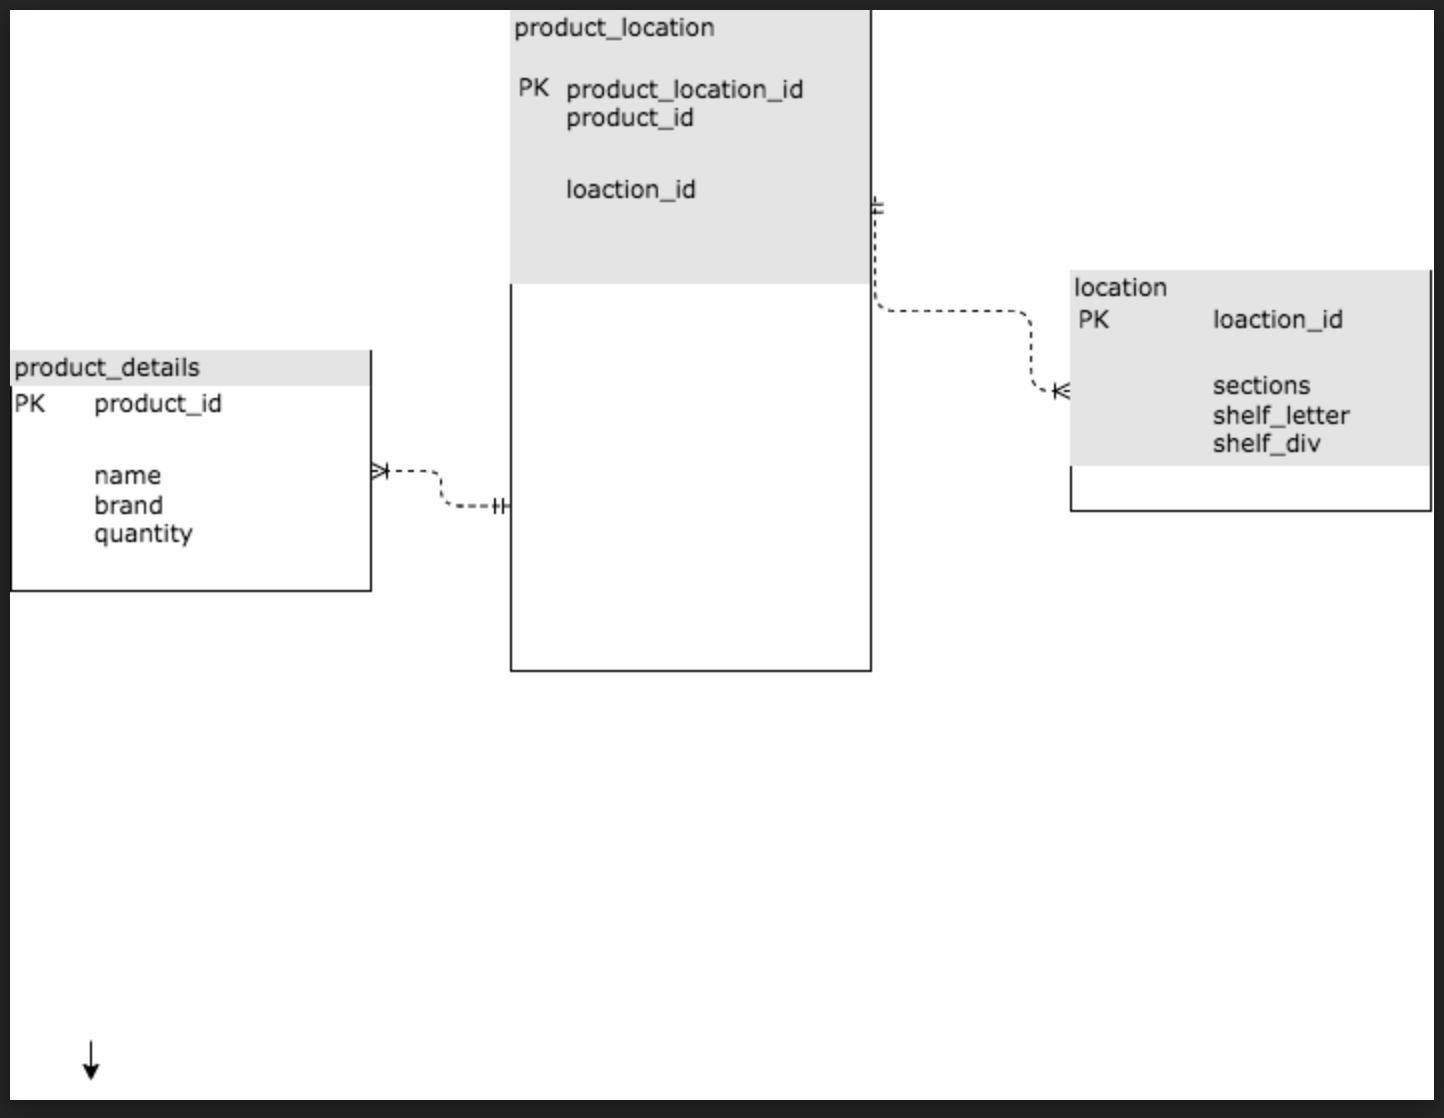 product_location
PK product_location_id
product_id
loaction_id
location
PK loaction_id
sections
shelf_letter
shelf_div
product_details
PK product_id
name
brand
quantity